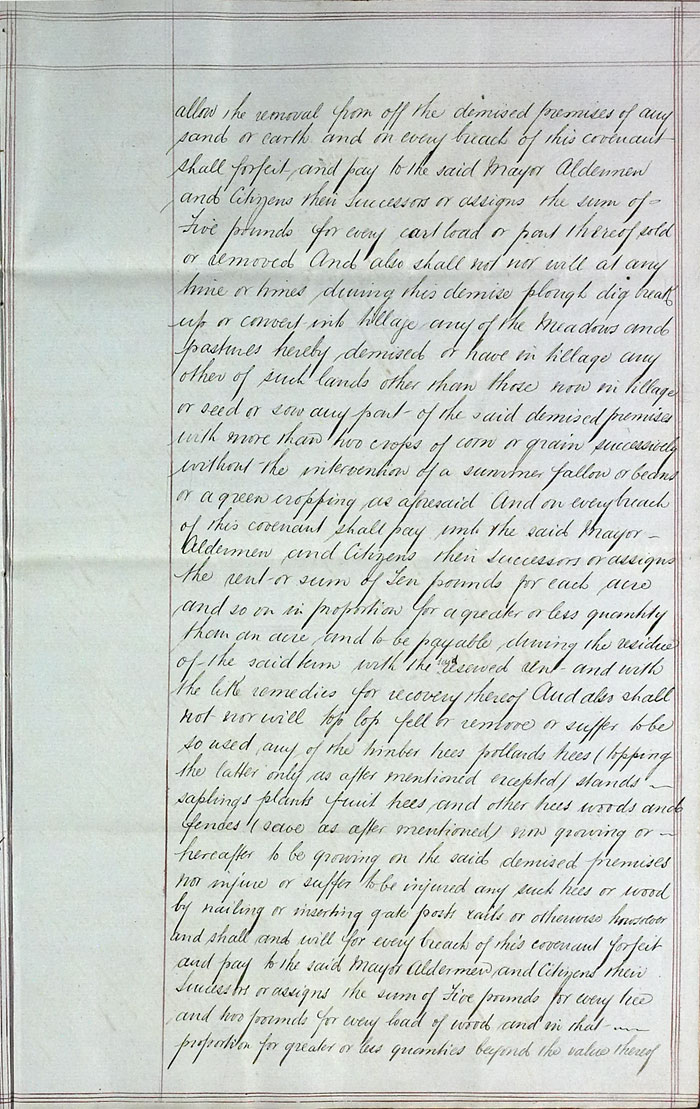 allow the removal from off the demised premises of any
sand or earth and on every breach of this covenant
shall forfeit and pay to the said Mayor Aldermen
and Citizens their Successors or assigns the sum of -
Five pounds for every cart load or part thereof sold
or removed And also shall not nor will at any
time or times during this demise plough dig break
up or convert into tillage any of the Meadows and
pastures hereby demised or have in tillage any
other of such lands other than those now in tillage
or seed or sow any part of the said demised premises
with more than two crops of corn or grain successively
without the intervention of a summer fallow or beans
or a green cropping as aforesaid And on every breach
of this covenant shall pay unto the said Mayor -
Aldermen and Citizens their Successors or assigns
the rent or sum of Ten pounds for each acre
and so on in proportion for a greater or less quantity
than an acre and to be payable during the residue
of the said term with the reserved rent and with
the like remedies for recovery thereof And also shall
not nor will top lop fell or remove or suffer to be
so used any of the timber trees pollards trees (topping
the latter only as after mentioned excepted) stands -
saplings plants fruit trees and other trees woods and
fences (save as after mentioned) now growing or -
hereafter to be growing on the said demised premises
nor injure or suffer to be injured any such trees or wood
by nailing or inserting gate posts rails or otherwise howsoever
and shall and will for every breach of this covenant forfeit
and pay to the said Mayor Aldermen and Citizens their
Successors or assigns the sum of Five pounds for every tree
and two pounds for every load of wood and in that -
proportion for greater or less quantities beyond the value thereof